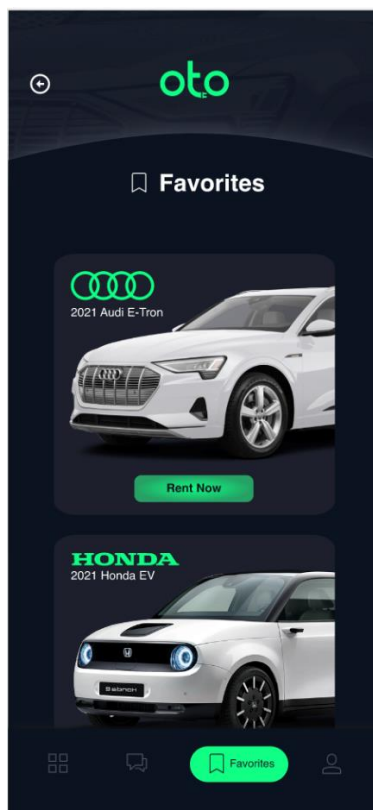 oto
Favorites
2021 Audi E-Tron
Rent Now
HONDA
2021 Honda EV
Favorites